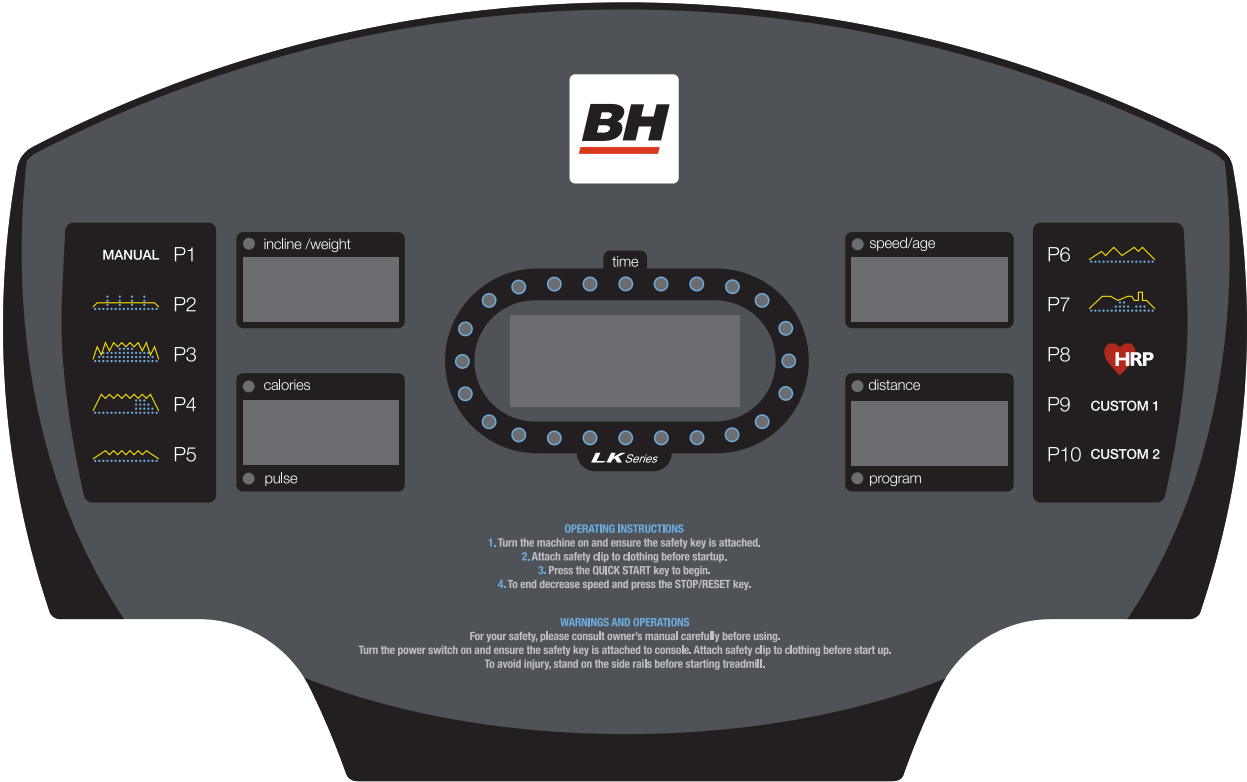 BH
MANUAL P1
P2
P3
P4
P5
incline /weight
calories
pulse
time
LK Series
speed/age
distance
program
P6
P7
P8 HRP
P9 CUSTOM 1
P10 CUSTOM 2
OPERATING INSTRUCTIONS
1. Turn the machine on and ensure the safety key is attached.
2. Attach safety clip to clothing before startup.
3. Press the QUICK START key to begin.
4. To end decrease speed and press the STOP/RESET key.
WARNINGS AND OPERATIONS
For your safety, please consult owner's manual carefully before using.
Turn the power switch on and ensure the safety key is attached to console. Attach safety clip to clothing before start up.
To avoid injury, stand on the side rails before starting treadmill.